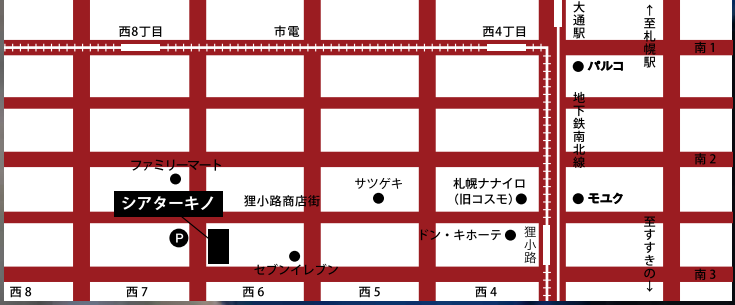 西8丁目
市電
西4丁目
大通駅
↑至札幌駅
南1
パルコ
地下鉄南北線
ファミリーマート
南2
サツゲキ
札幌ナナイロ
(旧コスモ)
モユク
シアターキノ
狸小路商店街
P
ドン・キホーテ
狸小路
至すすきの↓
セブンイレブン
南3
西8
西7
西6
西5
西4